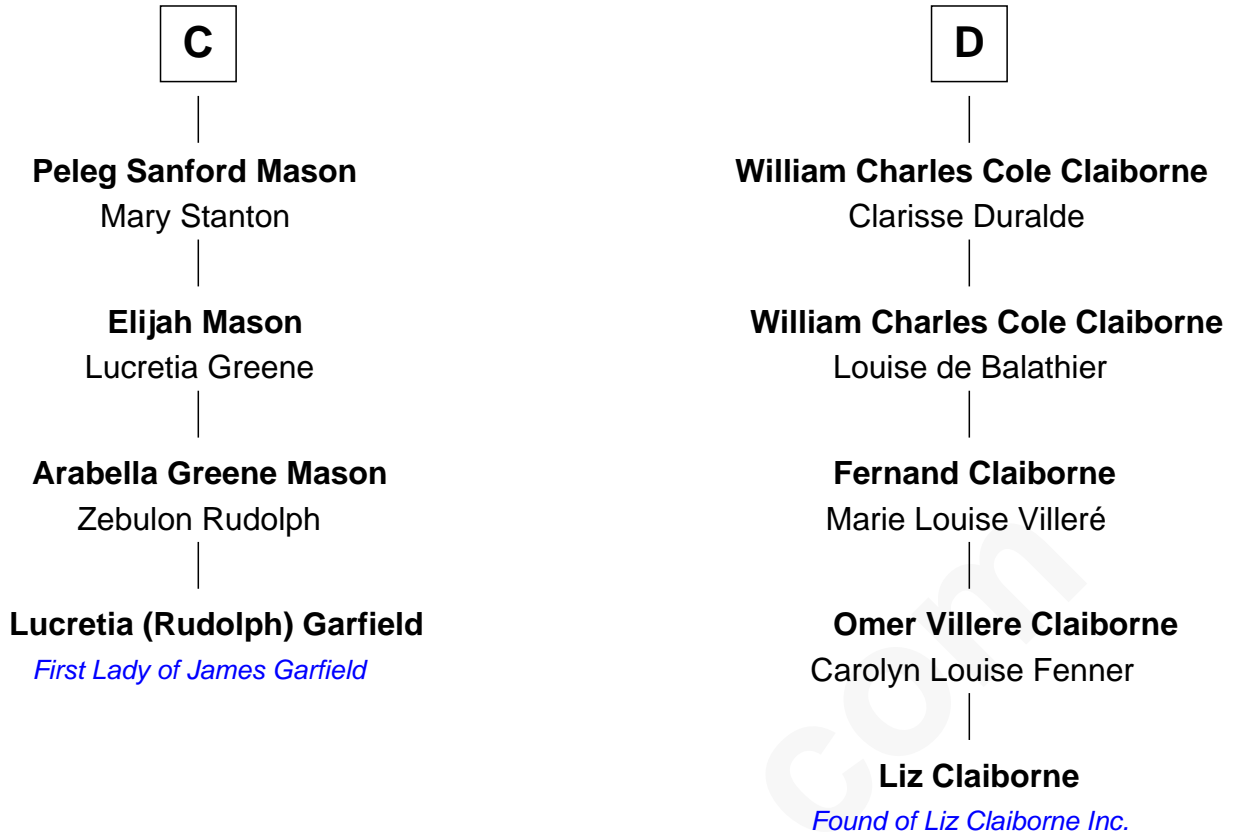 C
Peleg Sanford Mason
Mary Stanton
Elijah Mason
Lucretia Greene
Arabella Greene Mason
Zebulon Rudolph
Lucretia (Rudolph) Garfield
First Lady of James Garfield
D
William Charles Cole Claiborne
Clarisse Duralde
William Charles Cole Claiborne
Louise de Balathier
Fernand Claiborne
Marie Louise Villeré
Omer Villere Claiborne
Carolyn Louise Fenner
Liz Claiborne
Found of Liz Claiborne Inc.
com